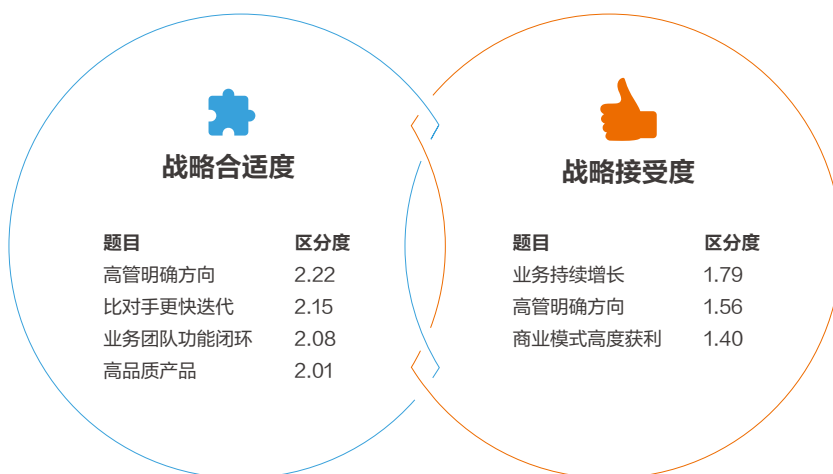 战略合适度
题目 区分度
高管明确方向 2.22
比对手更快迭代 2.15
业务团队功能闭环 2.08
高品质产品 2.01
战略接受度
题目 区分度
业务持续增长 1.79
高管明确方向 1.56
商业模式高度获利 1.40